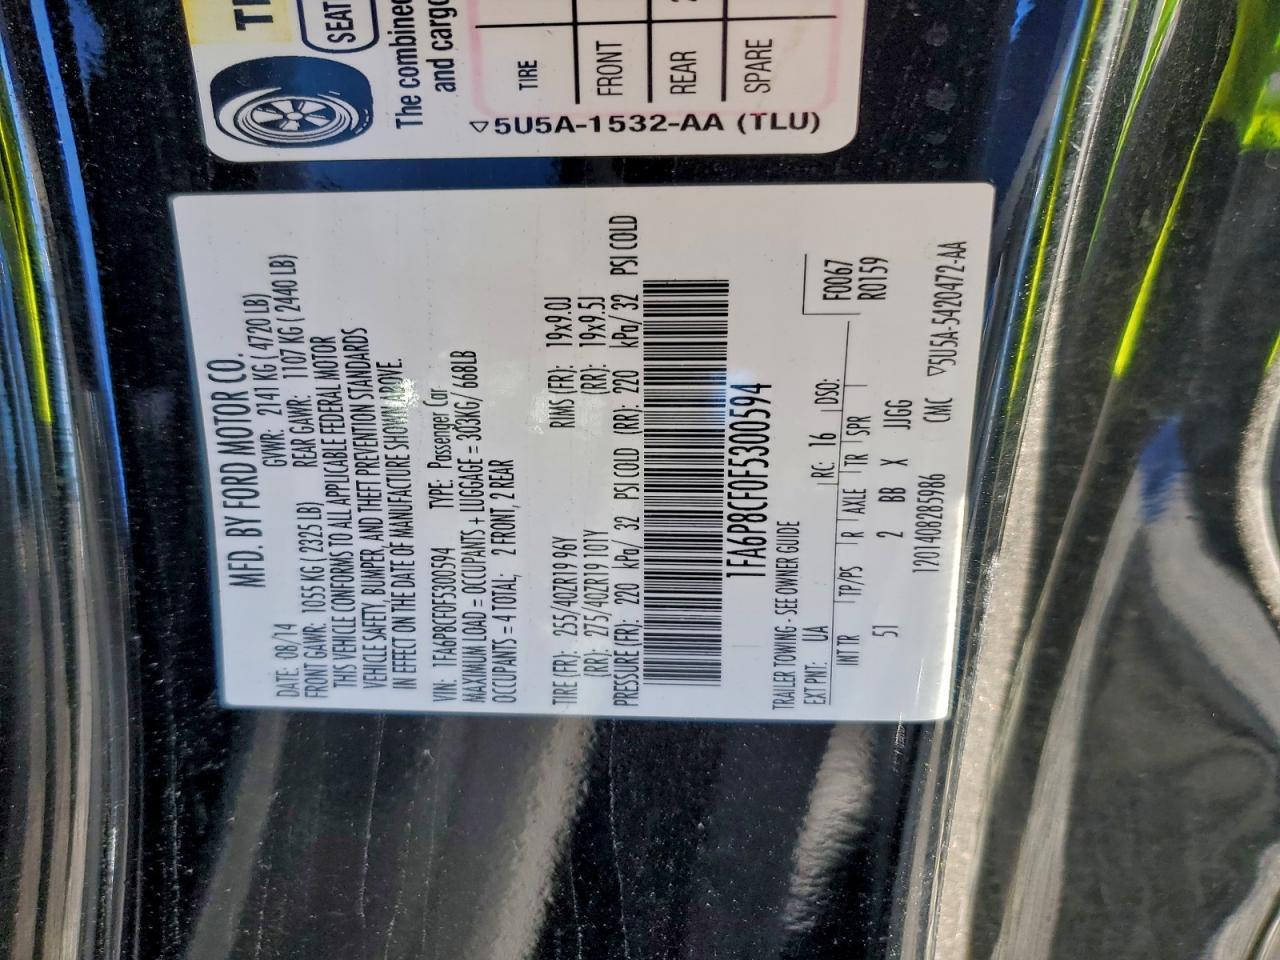 TI
SEAT
The combined
and cargo
TIRE
FRONT
REAR
SPARE
▽5U5A-1532-AA (TLU)
MFD. BY FORD MOTOR CO.
DATE: 08/14 GVWR: 2141 KG ( 4720 LB)
FRONT GAWR: 1055 KG ( 2325 LB) REAR GAWR: 1107 KG ( 2440 LB)
THIS VEHICLE CONFORMS TO ALL APPLICABLE FEDERAL MOTOR
VEHICLE SAFETY, BUMPER, AND THEFT PREVENTION STANDARDS
IN EFFECT ON THE DATE OF MANUFACTURE SHOWN ABOVE.
VIN: 1FA6P8CF0F5300594 TYPE: Passenger Car
MAXIMUM LOAD = OCCUPANTS + LUGGAGE = 303KG/ 668LB
OCCUPANTS = 4 TOTAL; 2 FRONT, 2 REAR
TIRE (FR): 255/40ZR19 96Y RIMS (FR): 19x9.0J
(RR): 275/40ZR19 101Y (RR): 19x9.5J
PRESSURE (FR): 220 kPa/ 32 PSI COLD (RR): 220 kPa/ 32 PSI COLD
1FA6P8CF0F5300594
TRAILER TOWING - SEE OWNER GUIDE
F0067
EXT PNT: UA RC: 16 DSO: R0159
INT TR TP/PS R AXLE TR SPR
51 2 BB X JJGG
1201408285986 CMC ▽5U5A-5420472-AA